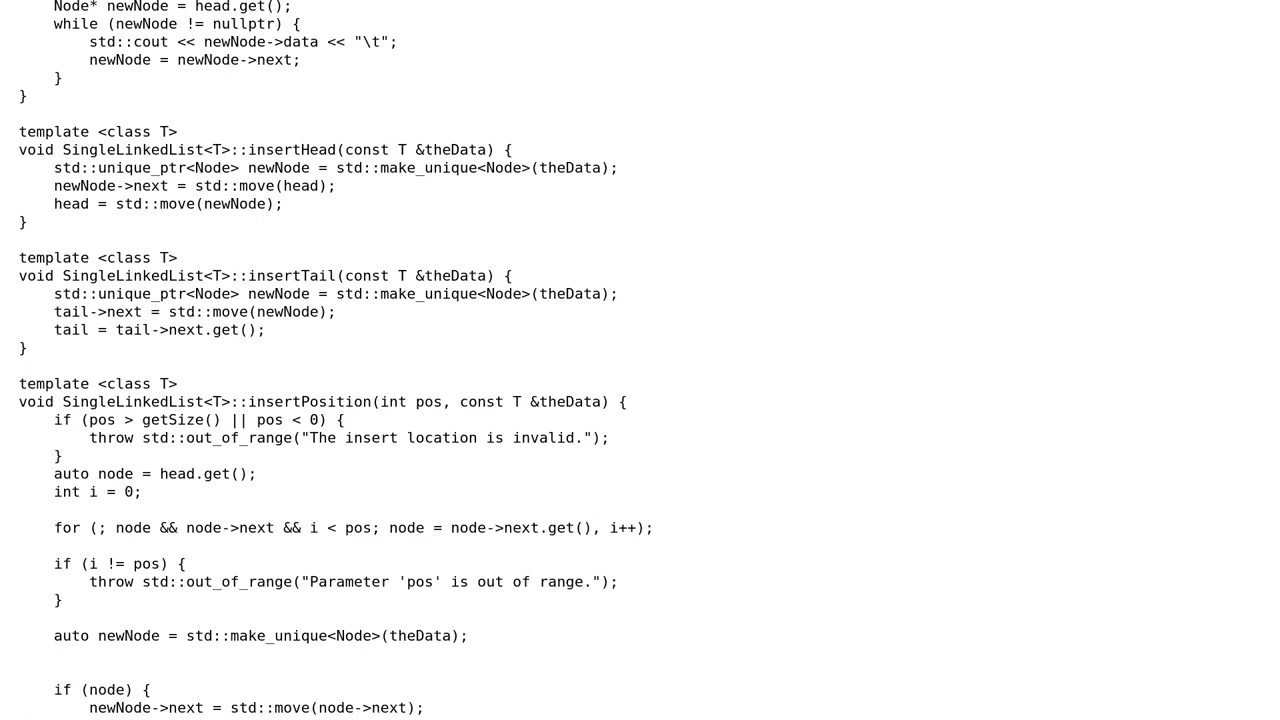 Node* newNode = head.get();
while (newNode != nullptr) {
std::cout << newNode->data << "\t";
newNode = newNode->next;
}
}
template <class T>
void SingleLinkedList<T>::insertHead(const T &theData) {
std::unique_ptr<Node> newNode = std::make_unique<Node>(theData);
newNode->next = std::move(head);
head = std::move(newNode);
}
template <class T>
void SingleLinkedList<T>::insertTail(const T &theData) {
std::unique_ptr<Node> newNode = std::make_unique<Node>(theData);
tail->next = std::move(newNode);
tail = tail->next.get();
}
template <class T>
void SingleLinkedList<T>::insertPosition(int pos, const T &theData) {
if (pos > getSize() || pos < 0) {
throw std::out_of_range("The insert location is invalid.");
}
auto node = head.get();
int i = 0;
for (; node && node->next && i < pos; node = node->next.get(), i++);
if (i != pos) {
throw std::out_of_range("Parameter 'pos' is out of range.");
}
auto newNode = std::make_unique<Node>(theData);
if (node) {
newNode->next = std::move(node->next);